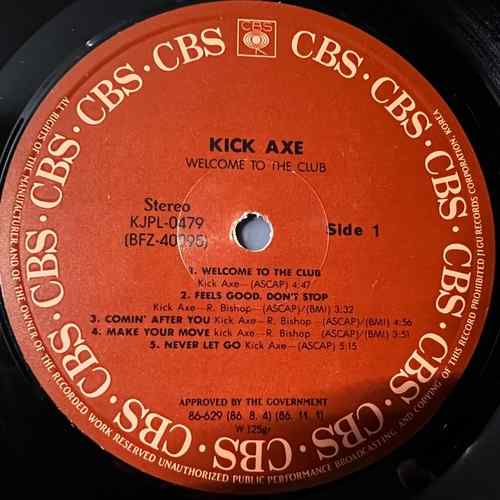 CBS
KICK AXE
WELCOME TO THE CLUB
Stereo
KJPL-0479
(BFZ-40095)
Side 1
1. WELCOME TO THE CLUB
Kick Axe—(ASCAP) 4:47
2. FEELS GOOD, DON'T STOP
Kick Axe—R. Bishop—(ASCAP)/(BMI) 3:32
3. COMIN' AFTER YOU Kick Axe—R. Bishop—(ASCAP)/(BMI) 4:56
4. MAKE YOUR MOVE Kick Axe—R. Bishop—(ASCAP)/(BMI) 3:51
5. NEVER LET GO Kick Axe—(ASCAP) 5:15
APPROVED BY THE GOVERNMENT
86-629 (86. 8. 4) (86. 11. 1)
W 125gr
ALL RIGHTS OF THE MANUFACTURER AND OF THE OWNER OF THE RECORDED WORK RESERVED UNAUTHORIZED PUBLIC PERFORMANCE BROADCASTING AND COPYING OF THIS RECORD PROHIBITED JIGU RECORDS CORPORATION, KOREA
CBS · CBS · CBS · CBS · CBS · CBS · CBS · CBS · CBS · CBS · CBS · CBS · CBS